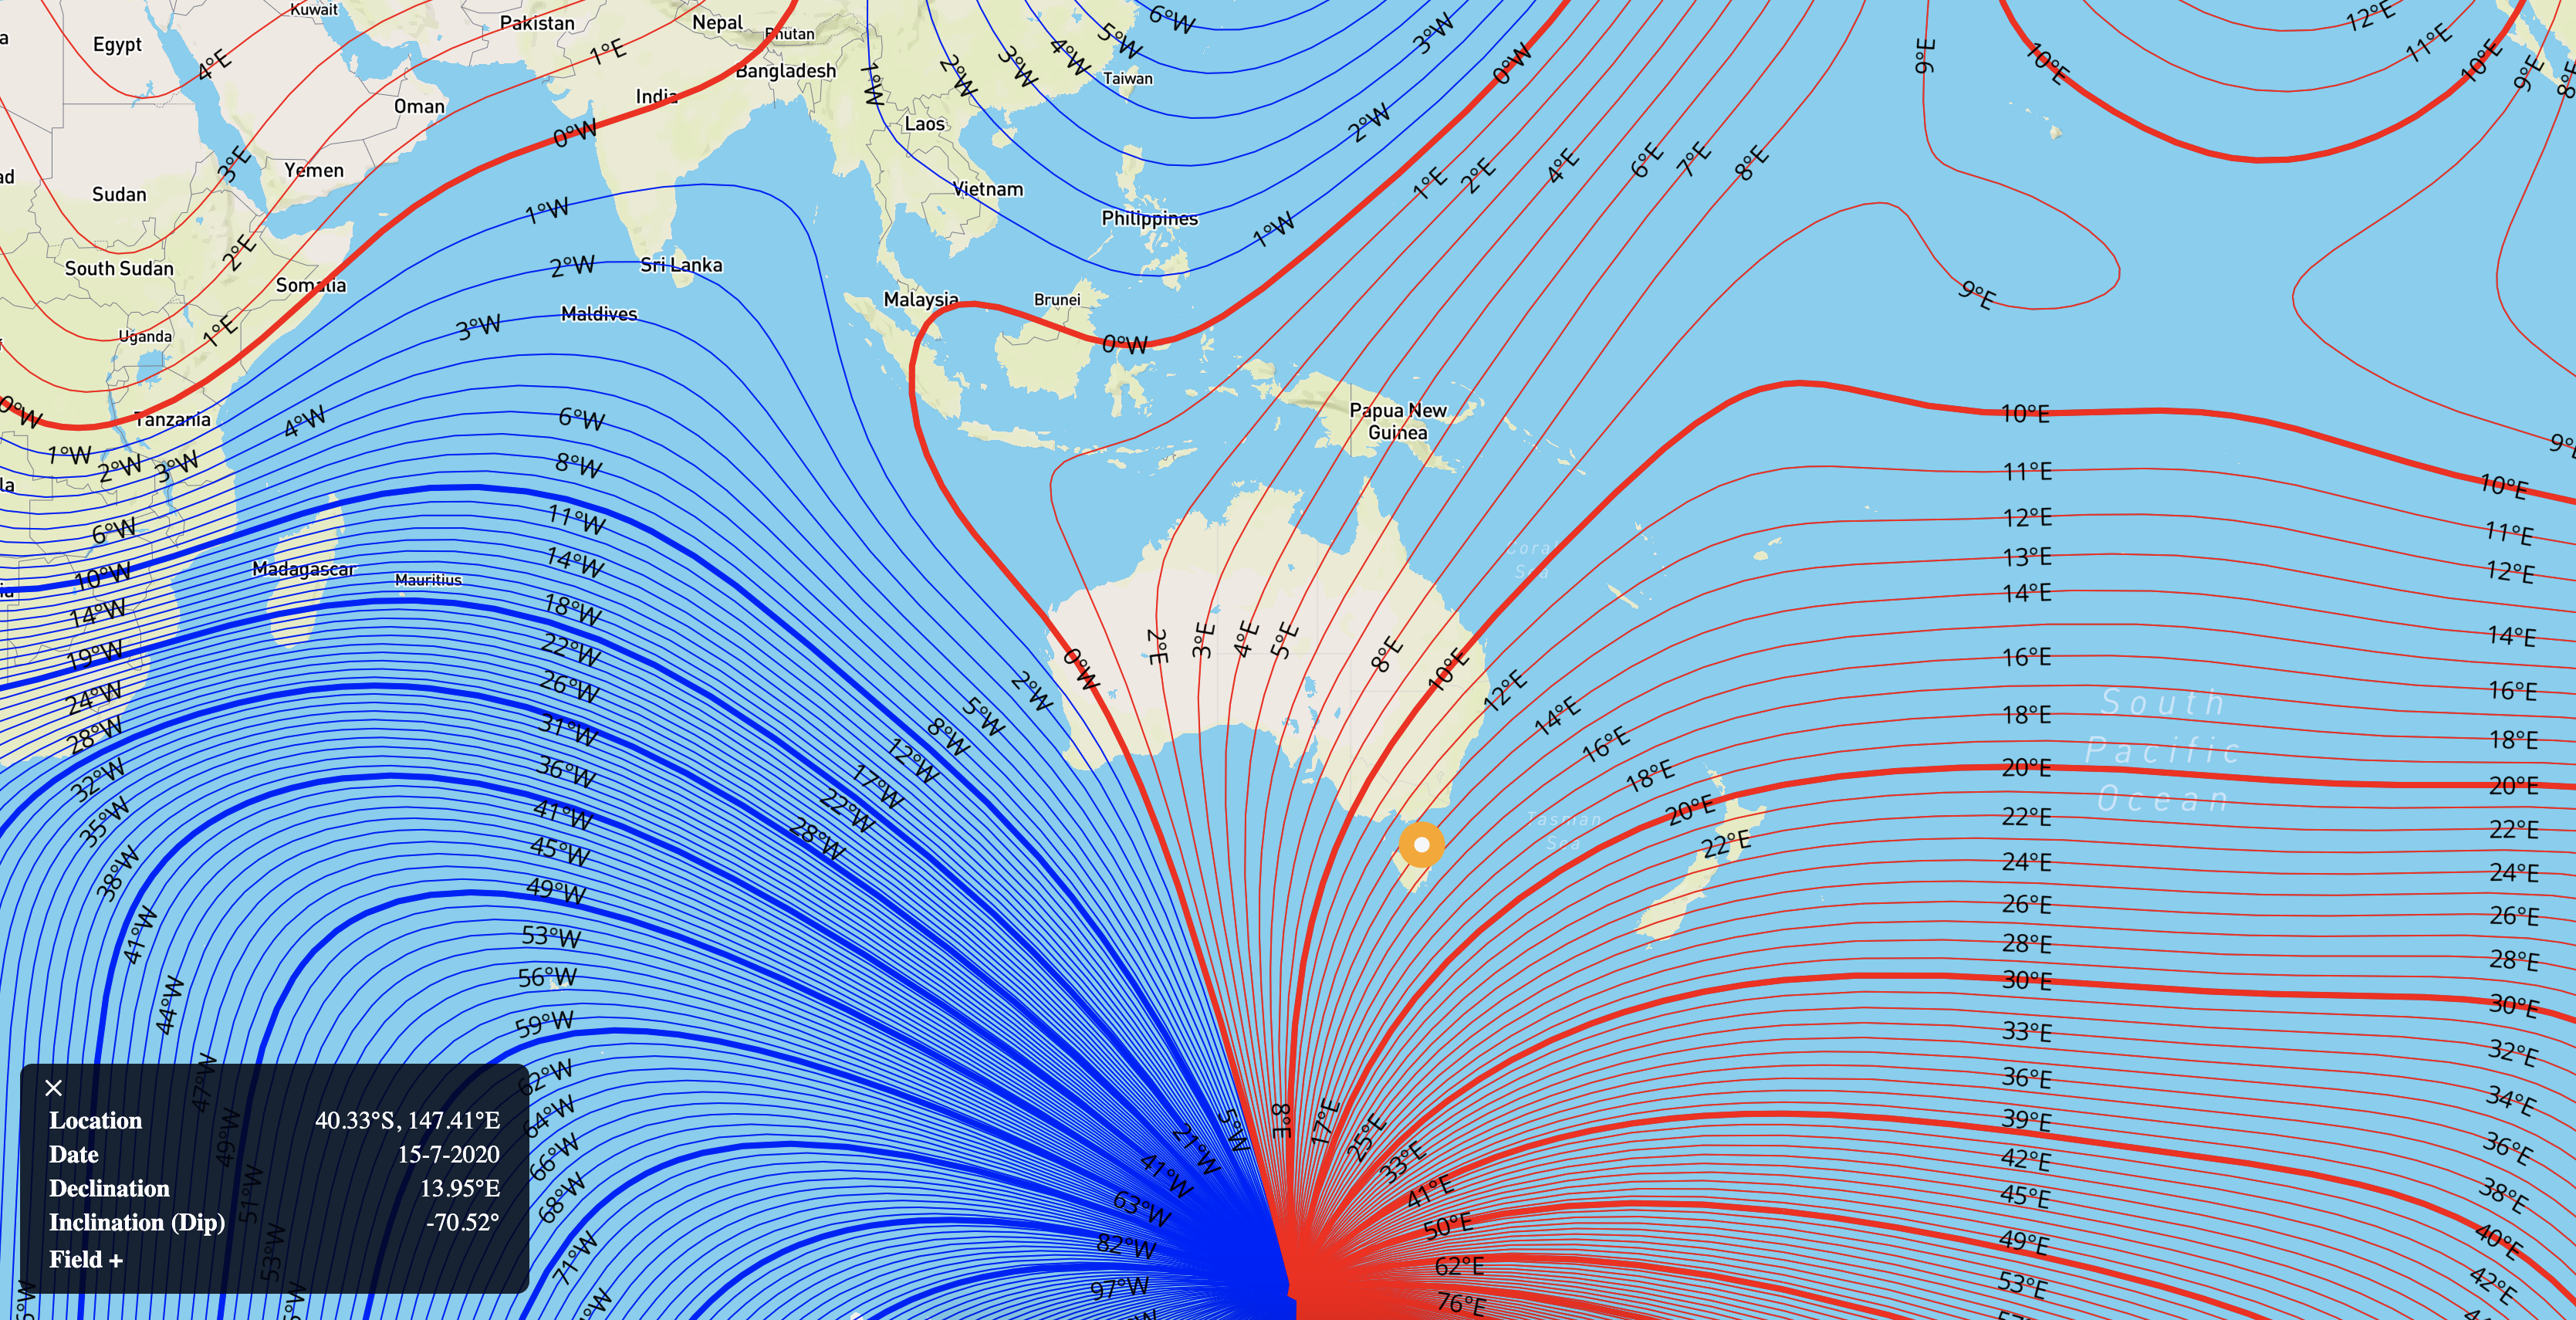 Kuwait
Egypt
Pakistan
Nepal
Bhutan
4°E
1°E
Bangladesh
India
Oman
0°W
1°W
2°W
3°W
4°W
5°W
6°W
3°W
Taiwan
2°W
0°W
9°E
10°E
12°E
11°E
10°E
9°E
8°E
ad
Sudan
3°E
Yemen
Laos
Vietnam
Philippines
1°W
1°E
2°E
4°E
6°E
7°E
8°E
South Sudan
2°E
Somalia
1°W
2°W
Sri Lanka
Malaysia
Brunei
9°E
Uganda
1°E
3°W
Maldives
0°W
0°W
Tanzania
4°W
6°W
Papua New
Guinea
10°E
1°W
2°W
3°W
8°W
11°E
10°E
la
6°W
11°W
12°E
11°E
10°W
Madagascar
Mauritius
14°W
Coral
Sea
13°E
12°E
14°W
18°W
14°E
19°W
22°W
0°W
2°E
3°E
4°E
5°E
8°E
10°E
16°E
14°E
24°W
26°W
2°W
12°E
16°E
28°W
31°W
5°W
8°W
14°E
18°E
18°E
South
Pacific
Ocean
32°W
36°W
12°W
16°E
18°E
20°E
20°E
35°W
41°W
17°W
22°W
28°W
20°E
22°E
Tasman
Sea
22°E
22°E
38°W
45°W
24°E
24°E
41°W
49°W
26°E
26°E
53°W
28°E
28°E
44°W
56°W
30°E
30°E
59°W
33°E
32°E
47°W
62°W
36°E
34°E
49°W
64°W
5°W
8°E
17°E
25°E
39°E
36°E
51°W
66°W
21°W
41°W
33°E
41°E
42°E
38°E
53°W
68°W
63°W
50°E
45°E
40°E
71°W
82°W
62°E
49°E
42°E
97°W
76°E
53°E
Location 40.33°S, 147.41°E
Date 15-7-2020
Declination 13.95°E
Inclination (Dip) -70.52°
Field +